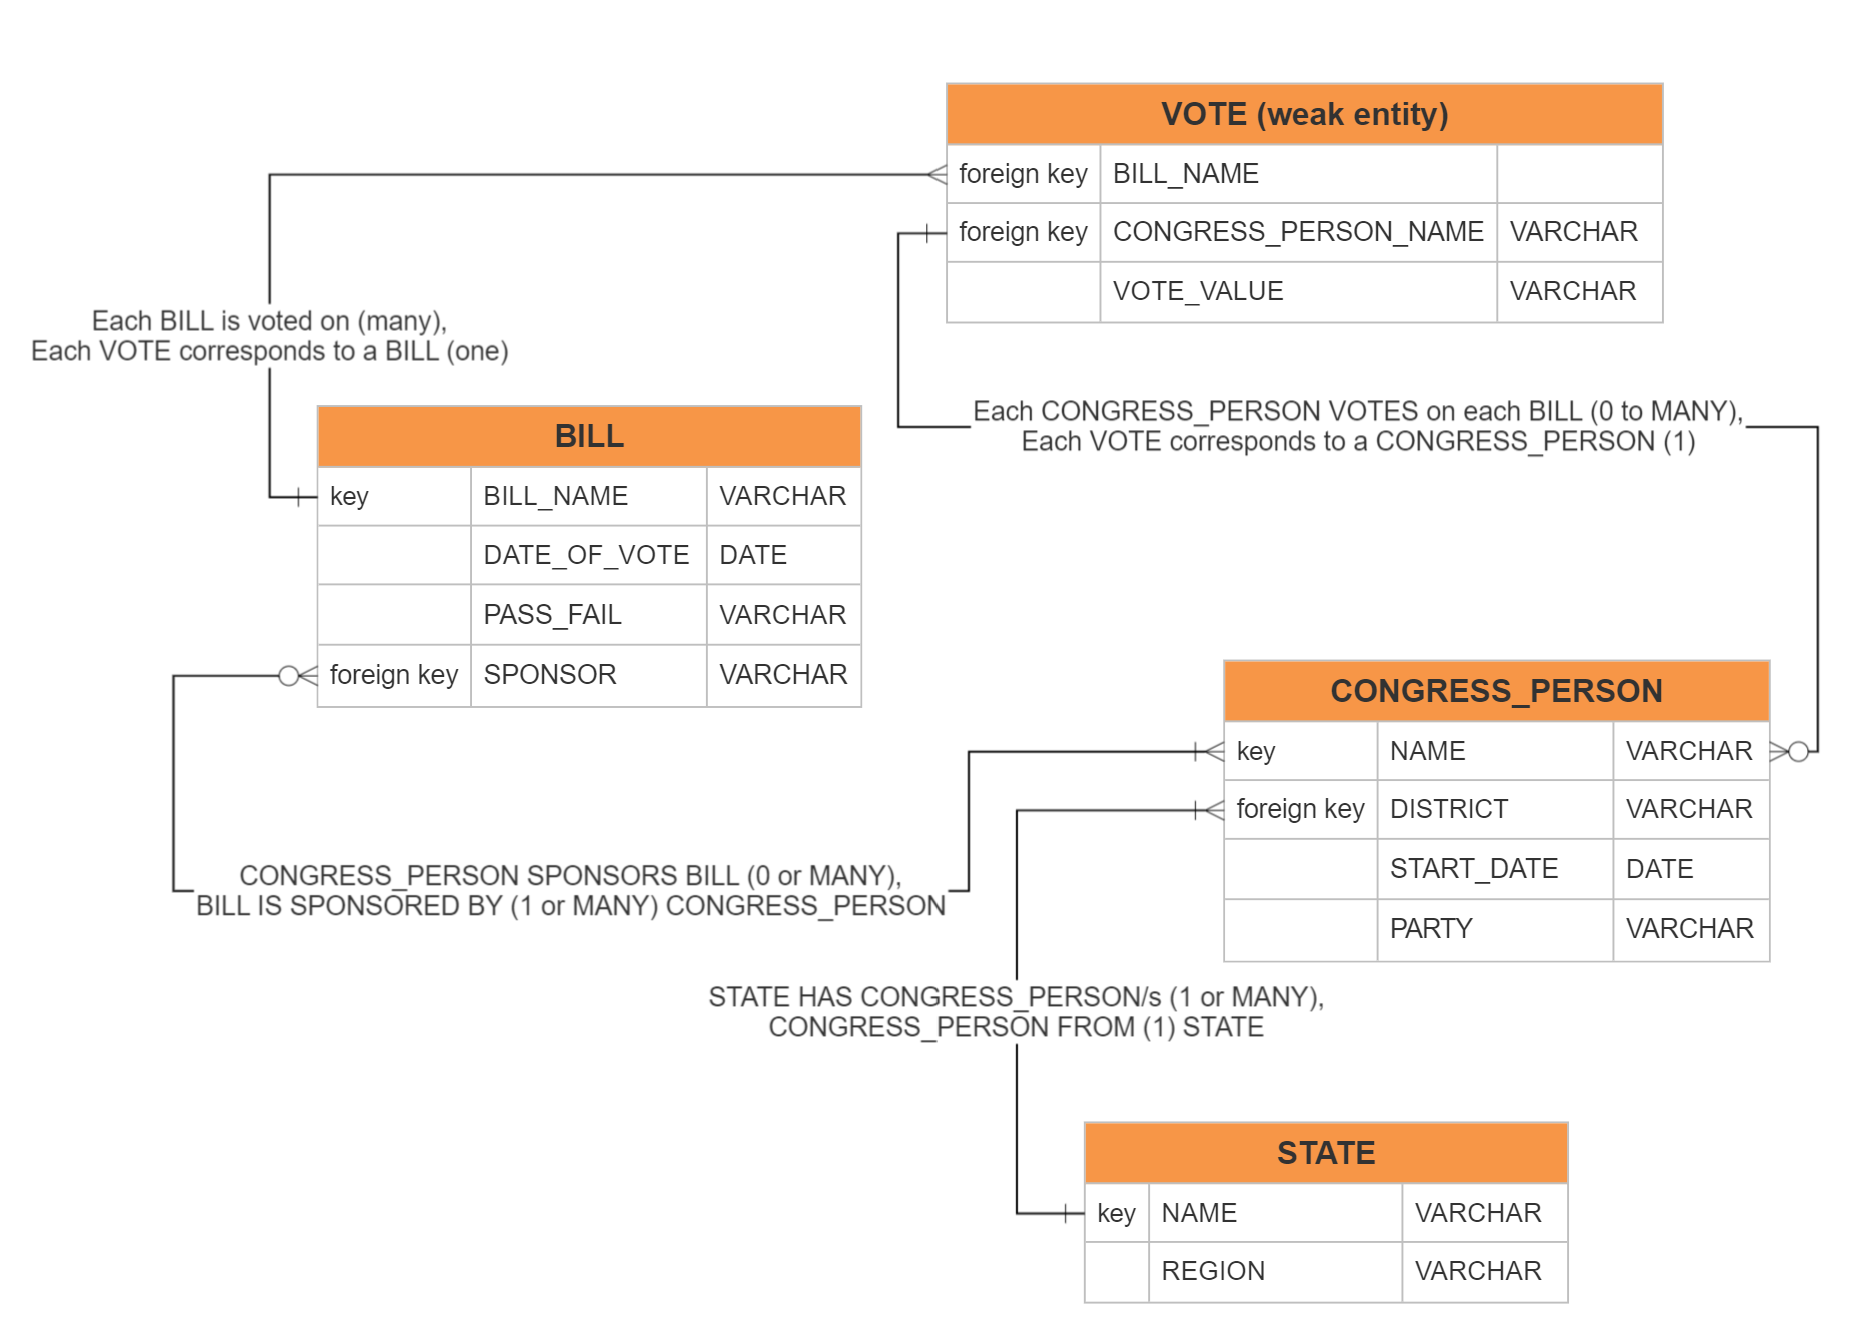 VOTE (weak entity)
foreign key BILL_NAME
foreign key CONGRESS_PERSON_NAME VARCHAR
VOTE_VALUE VARCHAR
Each BILL is voted on (many),
Each VOTE corresponds to a BILL (one)
Each CONGRESS_PERSON VOTES on each BILL (0 to MANY),
Each VOTE corresponds to a CONGRESS_PERSON (1)
BILL
key BILL_NAME VARCHAR
DATE_OF_VOTE DATE
PASS_FAIL VARCHAR
foreign key SPONSOR VARCHAR
CONGRESS_PERSON
key NAME VARCHAR
foreign key DISTRICT VARCHAR
START_DATE DATE
PARTY VARCHAR
CONGRESS_PERSON SPONSORS BILL (0 or MANY),
BILL IS SPONSORED BY (1 or MANY) CONGRESS_PERSON
STATE HAS CONGRESS_PERSON/s (1 or MANY),
CONGRESS_PERSON FROM (1) STATE
STATE
key NAME VARCHAR
REGION VARCHAR